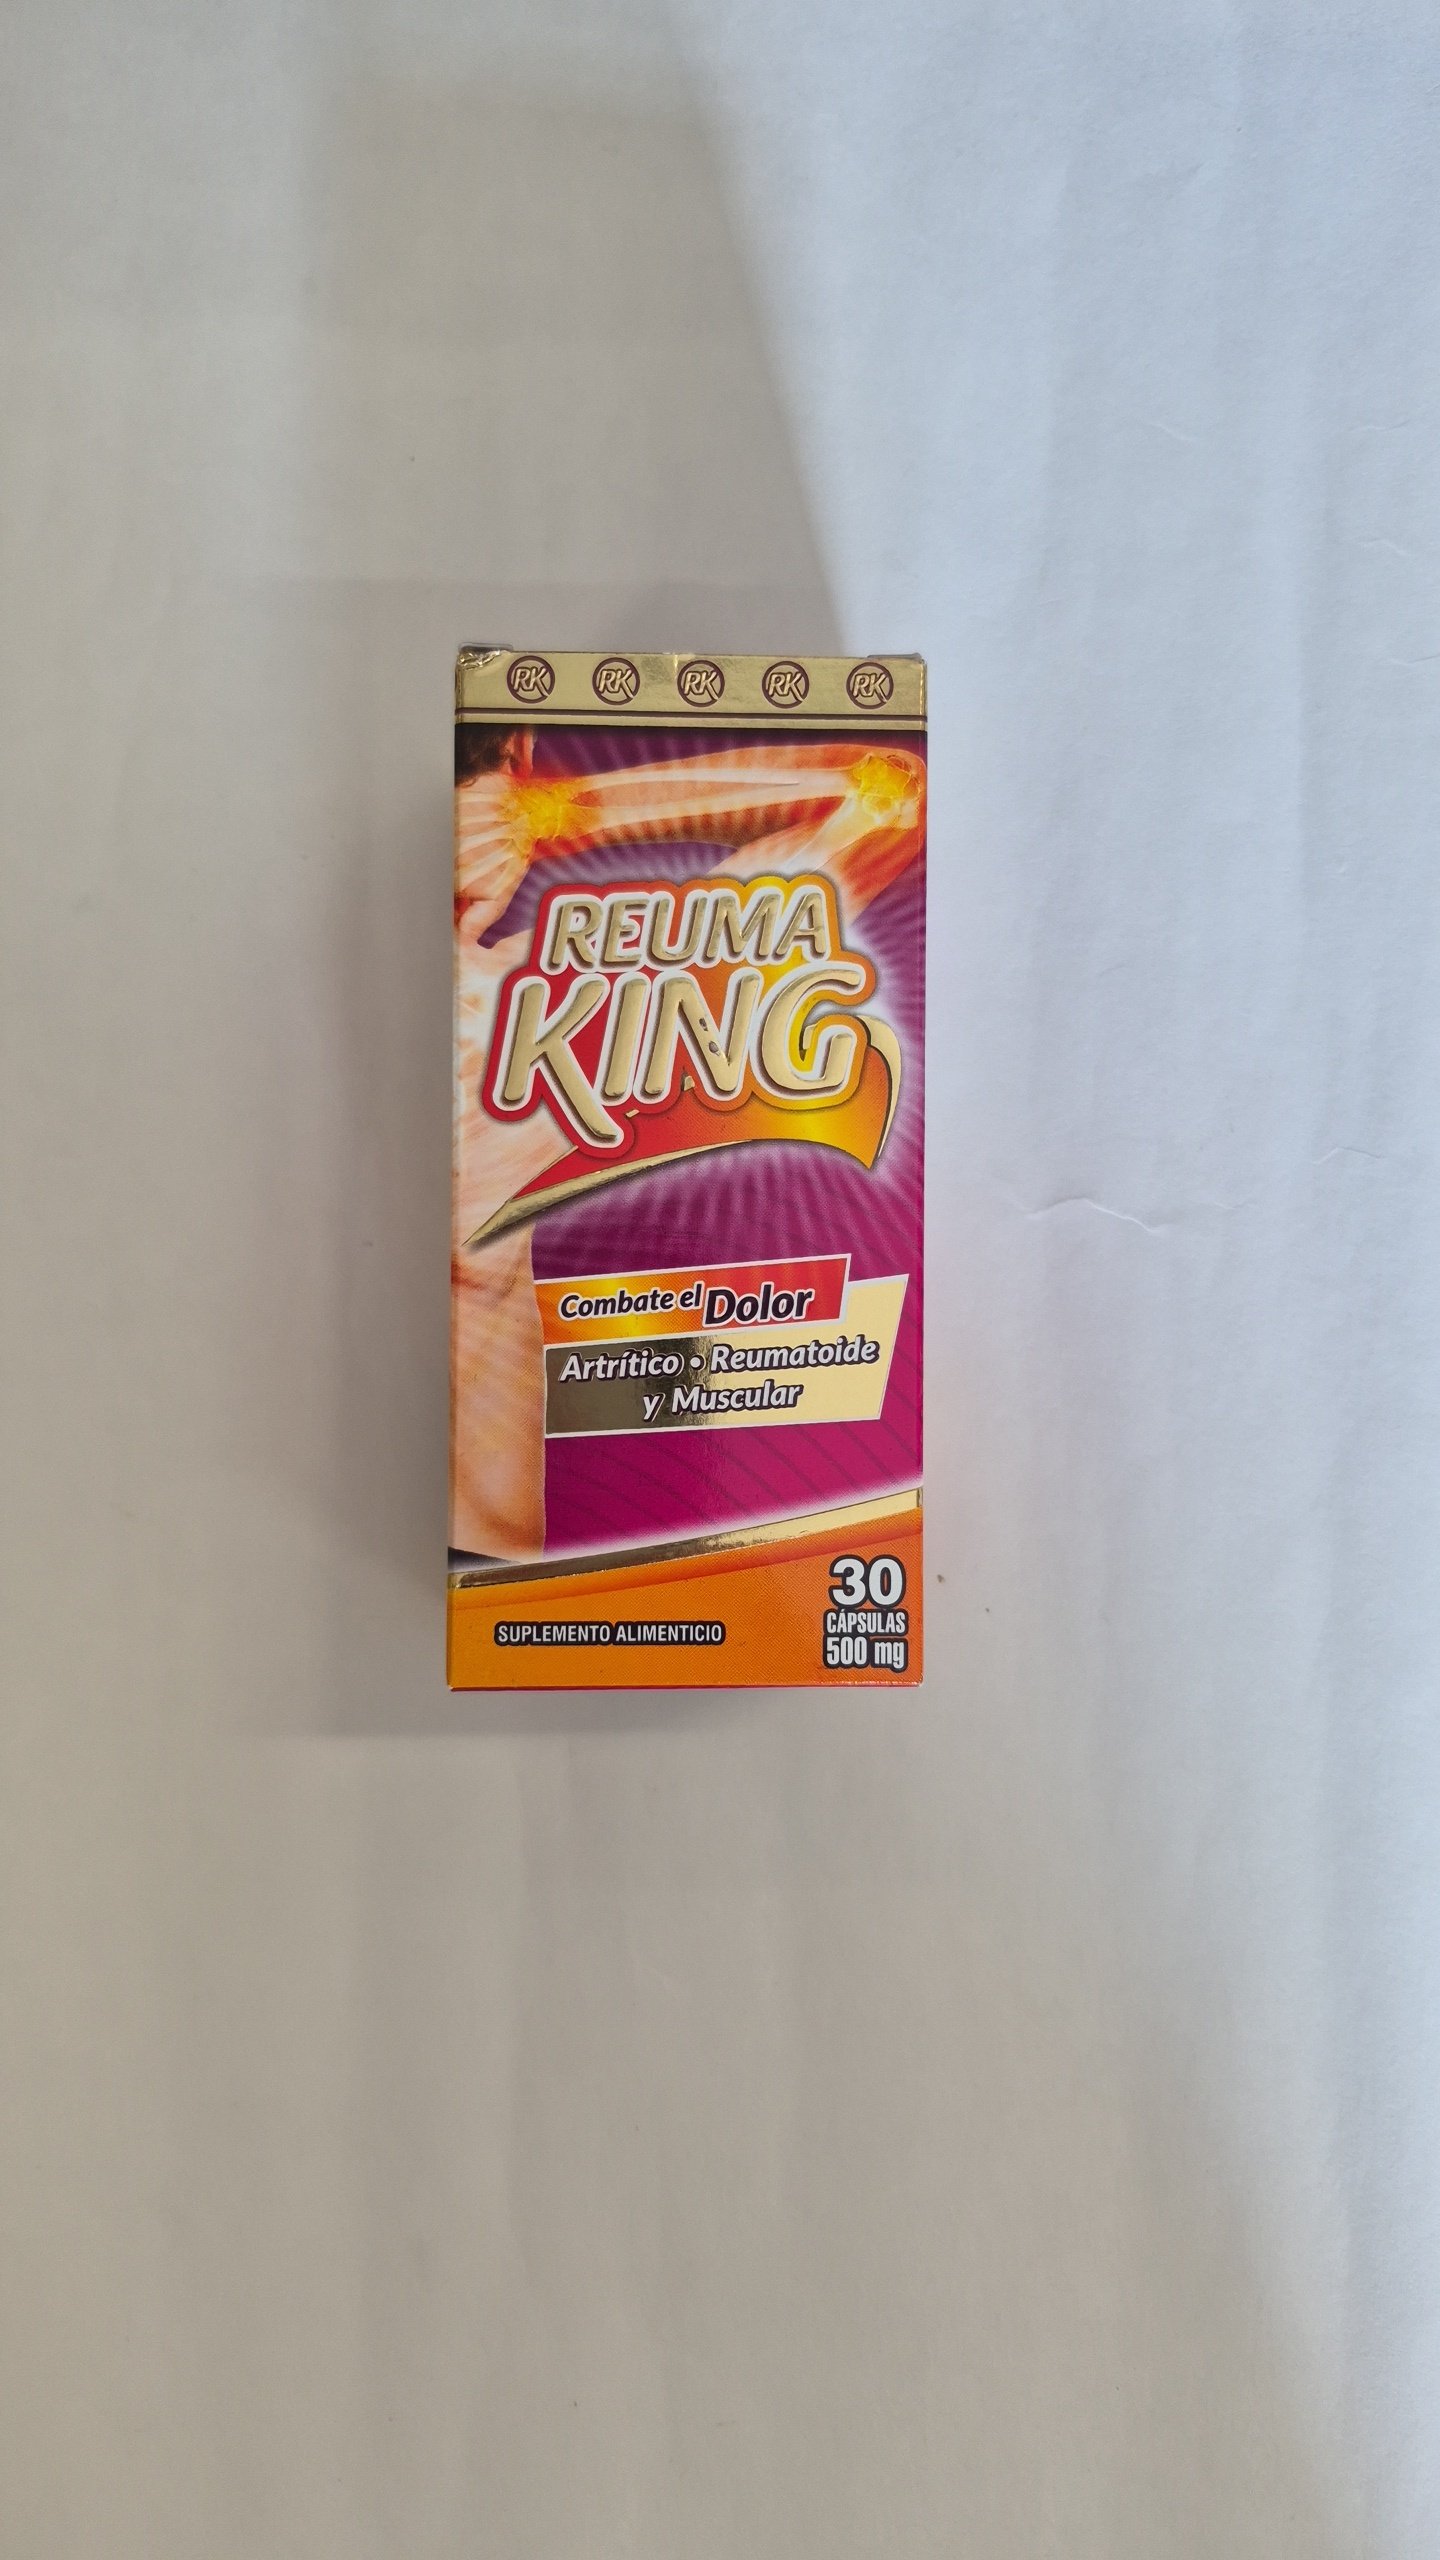 RK RK RK RK RK
REUMA
KING
Combate el Dolor
Artrítico • Reumatoide
y Muscular
30
CÁPSULAS
500 mg
SUPLEMENTO ALIMENTICIO